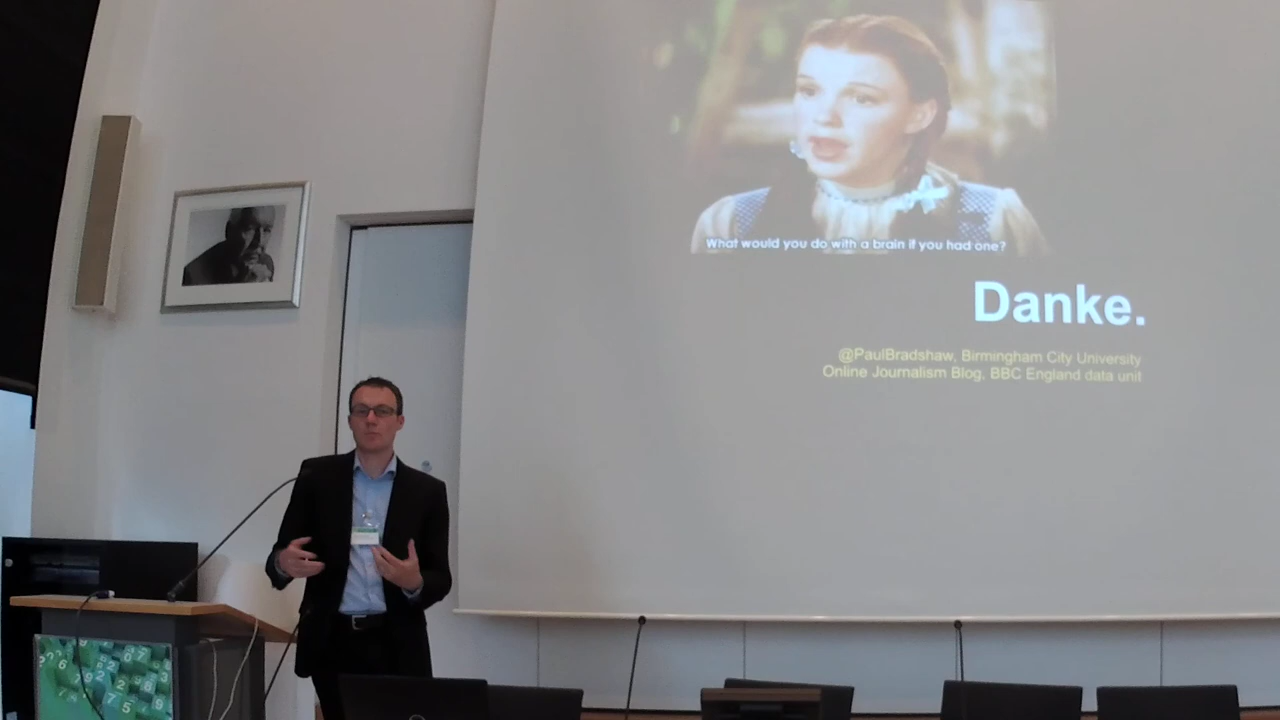 What would you do with a brain if you had one?
Danke.
@PaulBradshaw, Birmingham City University
Online Journalism Blog, BBC England data unit